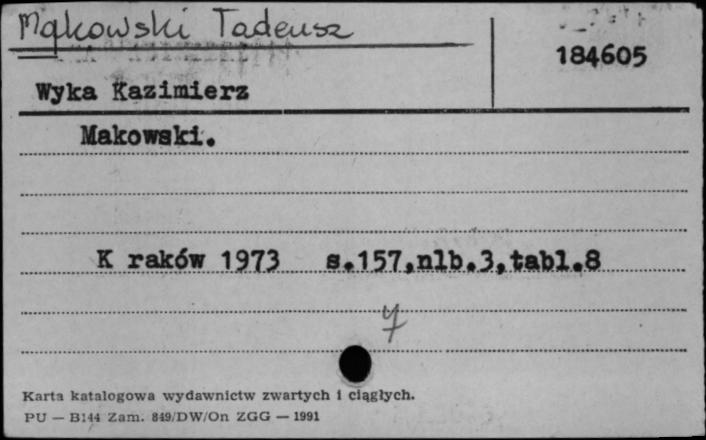 Makowski Tadeusz
184605
Wyka Kazimierz
Makowski.
K raków 1973 s.157,nlb.3,tabl.8
Karta katalogowa wydawnictw zwartych i ciągłych.
PU — B144 Zam. 849/DW/On ZGG — 1991